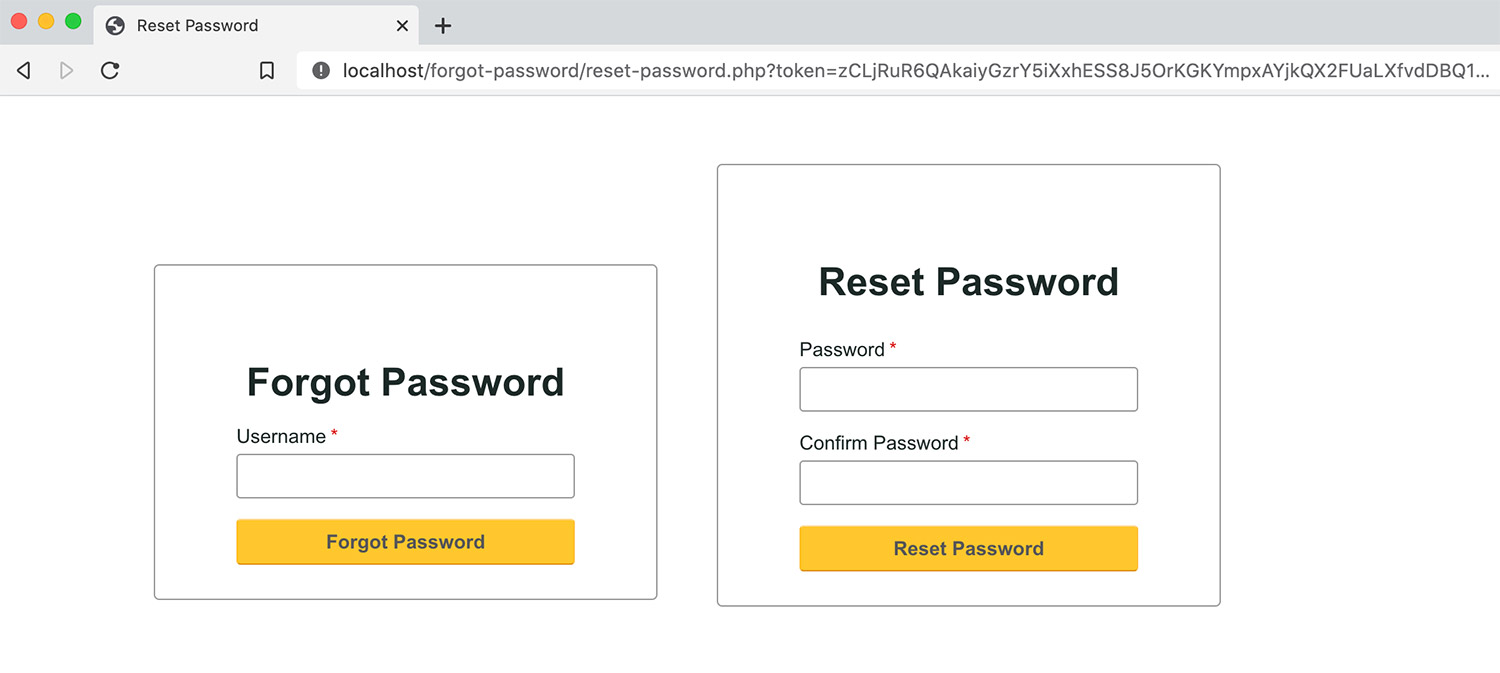 Reset Password
localhost/forgot-password/reset-password.php?token=zCLjRuR6QAkaiyGzrY5iXxhESS8J5OrKGKYmpxAYjkQX2FUaLXfvdDBQ1...
Forgot Password
Username *
Forgot Password
Reset Password
Password *
Confirm Password *
Reset Password